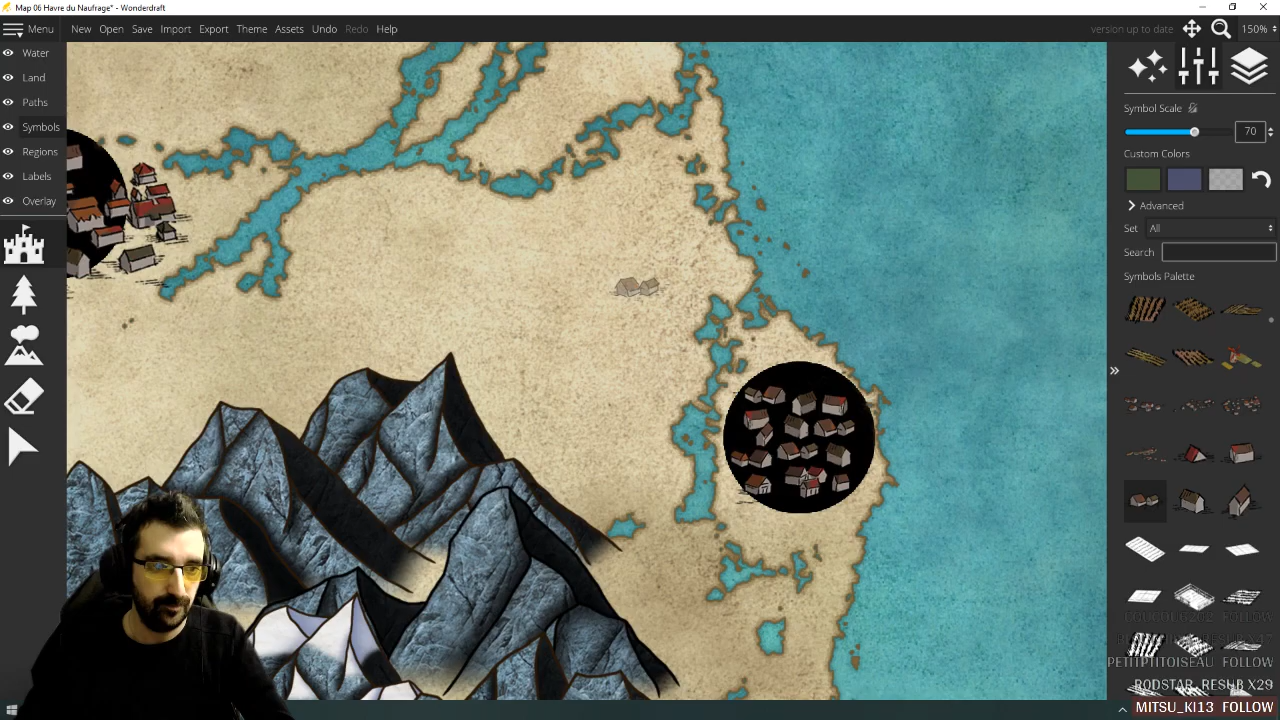 Map 06 Havre du Naufrage* - Wonderdraft
Menu New Open Save Import Export Theme Assets Undo Redo Help version up to date 150%
Water
Land
Paths
Symbols
Regions
Labels
Overlay
Symbol Scale
70
Custom Colors
Advanced
Set All
Search
Symbols Palette
PETITPTITOISEAU FOLLOW
RODSTAR_ RESUB X29
MITSU_KI13 FOLLOW